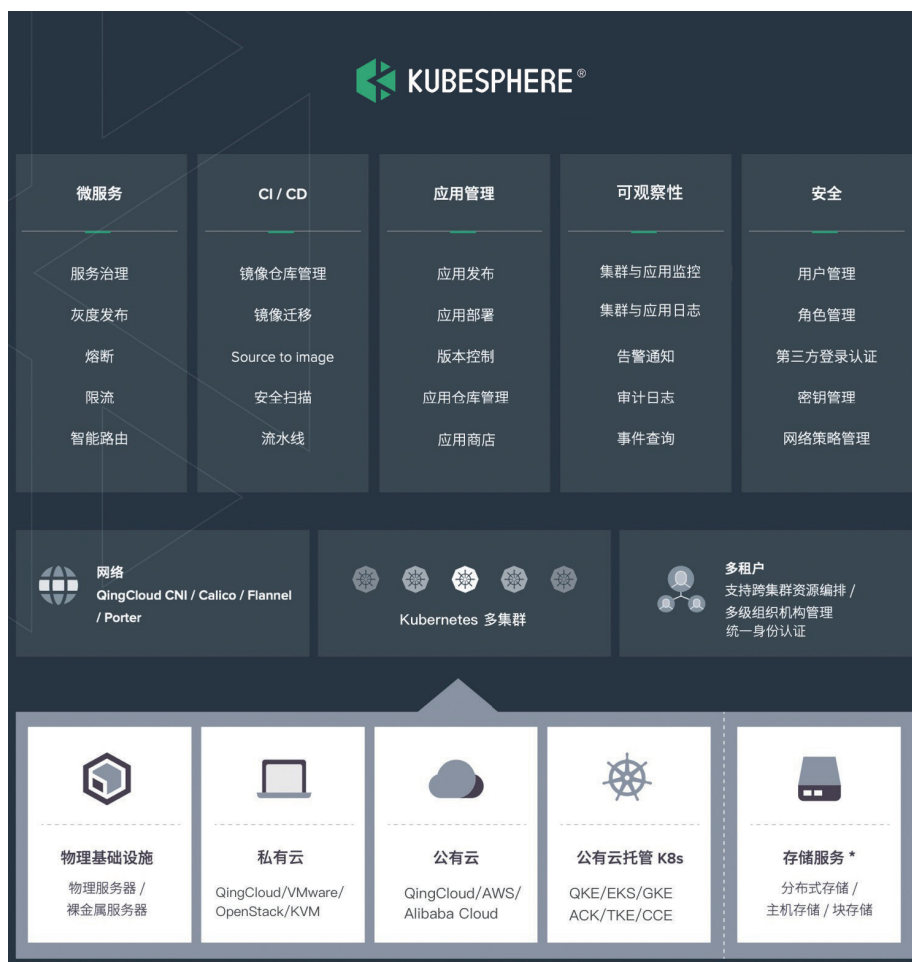 KUBESPHERE®
微服务
服务治理
灰度发布
熔断
限流
智能路由
CI / CD
镜像仓库管理
镜像迁移
Source to image
安全扫描
流水线
应用管理
应用发布
应用部署
版本控制
应用仓库管理
应用商店
可观察性
集群与应用监控
集群与应用日志
告警通知
审计日志
事件查询
安全
用户管理
角色管理
第三方登录认证
密钥管理
网络策略管理
网络
QingCloud CNI / Calico / Flannel
/ Porter
Kubernetes 多集群
多租户
支持跨集群资源编排 /
多级组织机构管理
统一身份认证
物理基础设施
物理服务器 /
裸金属服务器
私有云
QingCloud/VMware/
OpenStack/KVM
公有云
QingCloud/AWS/
Alibaba Cloud
公有云托管 K8s
QKE/EKS/GKE
ACK/TKE/CCE
存储服务 *
分布式存储 /
主机存储 / 块存储